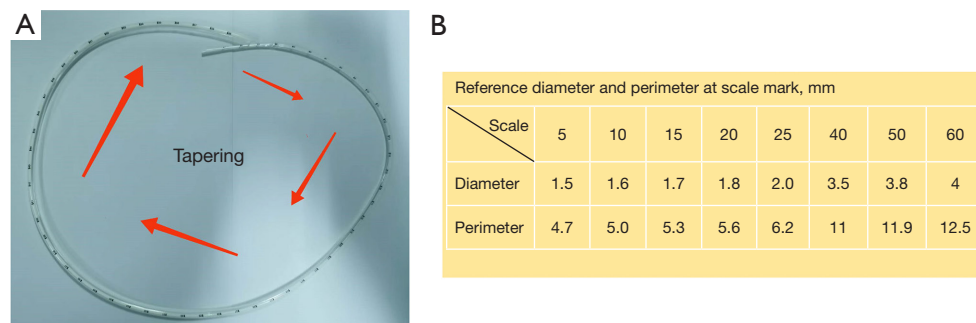 A
Tapering
B
Reference diameter and perimeter at scale mark, mm
Scale 5 10 15 20 25 40 50 60
Diameter 1.5 1.6 1.7 1.8 2.0 3.5 3.8 4
Perimeter 4.7 5.0 5.3 5.6 6.2 11 11.9 12.5